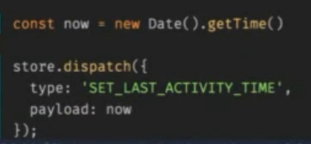 const now = new Date().getTime()
store.dispatch({
type: 'SET_LAST_ACTIVITY_TIME',
payload: now
});